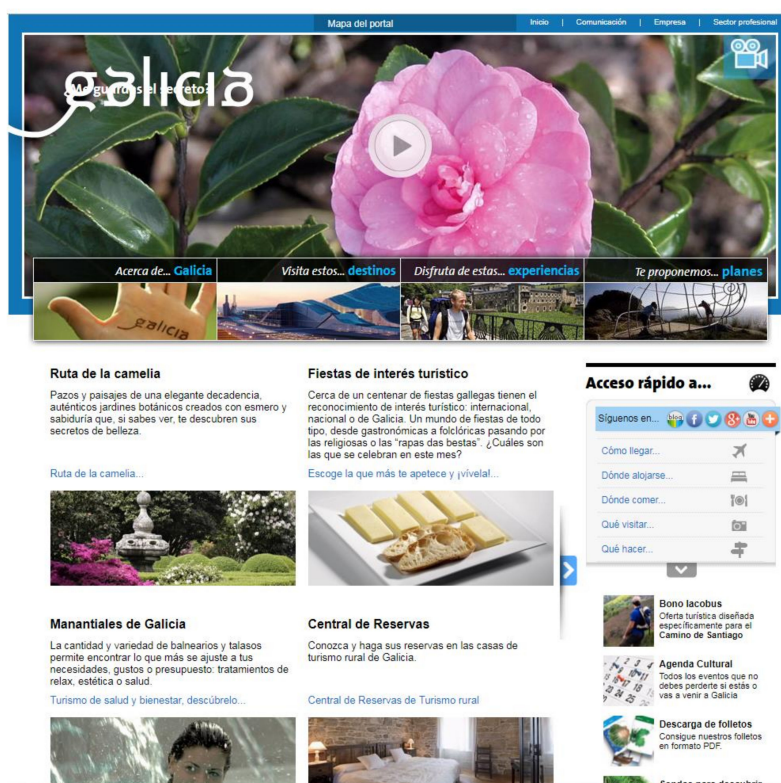 Mapa del portal
Inicio | Comunicación | Empresa | Sector profesional
galicia
¿Me guardas el secreto?
Acerca de... Galicia
Visita estos... destinos
Disfruta de estas... experiencias
Te proponemos... planes
galicia
Ruta de la camelia
Pazos y paisajes de una elegante decadencia,
auténticos jardines botánicos creados con esmero y
sabiduría que, si sabes ver, te descubren sus
secretos de belleza.
Ruta de la camelia...
Fiestas de interés turístico
Cerca de un centenar de fiestas gallegas tienen el
reconocimiento de interés turístico: internacional,
nacional o de Galicia. Un mundo de fiestas de todo
tipo, desde gastronómicas a folclóricas pasando por
las religiosas o las “rapas das bestas”. ¿Cuáles son
las que se celebran en este mes?
Escoge la que más te apetece y ¡vívela!...
Manantiales de Galicia
La cantidad y variedad de balnearios y talasos
permite encontrar lo que más se ajuste a tus
necesidades, gustos o presupuesto: tratamientos de
relax, estética o salud.
Turismo de salud y bienestar, descúbrelo...
Central de Reservas
Conozca y haga sus reservas en las casas de
turismo rural de Galicia.
Central de Reservas de Turismo rural
Acceso rápido a...
Síguenos en...
blog
Cómo llegar...
Dónde alojarse...
Dónde comer...
Qué visitar...
Qué hacer...
Bono Iacobus
Oferta turística diseñada
específicamente para el
Camino de Santiago
Agenda Cultural
Todos los eventos que no
debes perderte si estás o
vas a venir a Galicia
Descarga de folletos
Consigue nuestros folletos
en formato PDF.